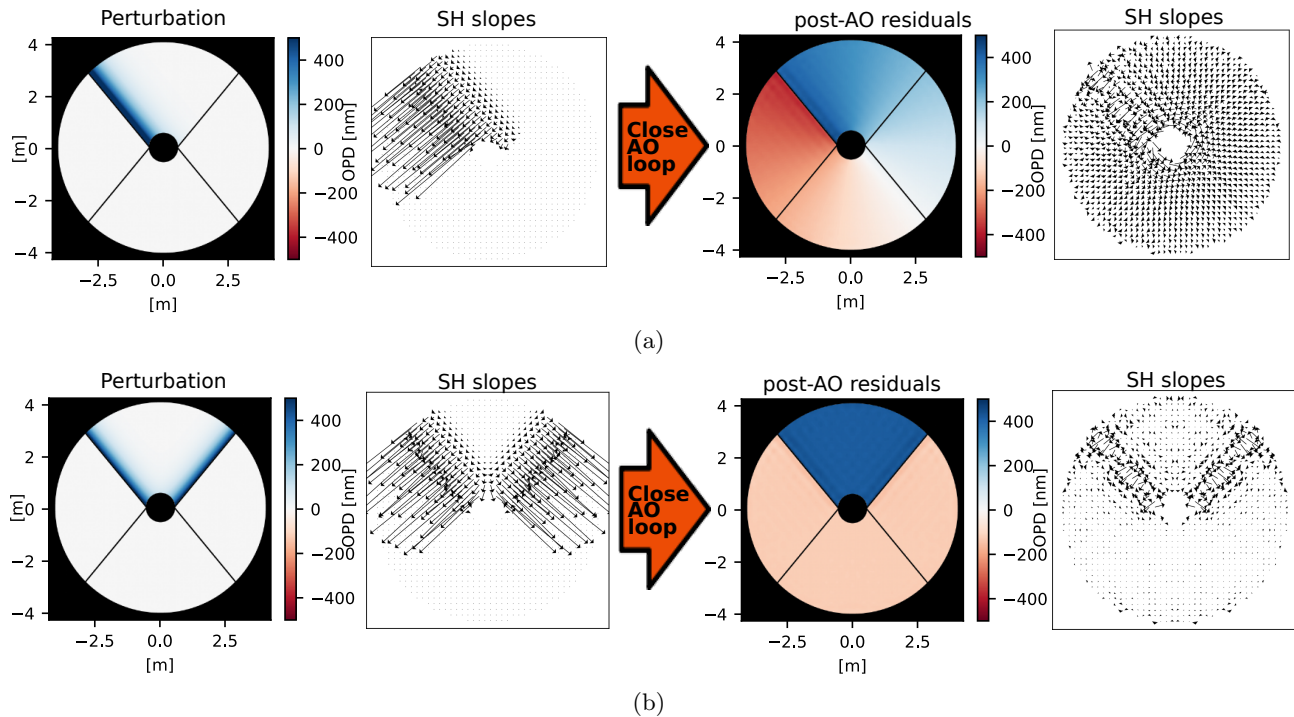 Perturbation
SH slopes
post-AO residuals
SH slopes
4
2
0
−2
−4
[m]
−2.5 0.0 2.5
[m]
400
200
0
−200
−400
OPD [nm]
Close
AO
loop
4
2
0
−2
−4
−2.5 0.0 2.5
[m]
400
200
0
−200
−400
OPD [nm]
(a)
Perturbation
SH slopes
post-AO residuals
SH slopes
4
2
0
−2
−4
[m]
−2.5 0.0 2.5
[m]
400
200
0
−200
−400
OPD [nm]
Close
AO
loop
4
2
0
−2
−4
−2.5 0.0 2.5
[m]
400
200
0
−200
−400
OPD [nm]
(b)